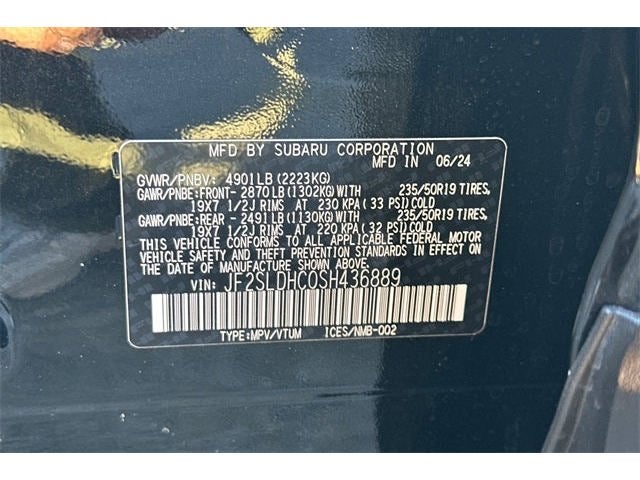 MFD BY SUBARU CORPORATION
MFD IN 06/24
GVWR/PNBV: 4901LB(2223KG)
GAWR/PNBE:FRONT- 2870LB(1302KG)WITH 235/50R19 TIRES,
19X7 1/2J RIMS AT 230 KPA(33 PSI)COLD
GAWR/PNBE:REAR - 2491LB(1130KG)WITH 235/50R19 TIRES,
19X7 1/2J RIMS AT 220 KPA(32 PSI)COLD
THIS VEHICLE CONFORMS TO ALL APPLICABLE FEDERAL MOTOR
VEHICLE SAFETY AND THEFT PREVENTION STANDARDS IN EFFECT ON
THE DATE OF MANUFACTURE SHOWN ABOVE.
VIN: JF2SLDHC0SH436889
TYPE:MPV/VTUM ICES/NMB-002